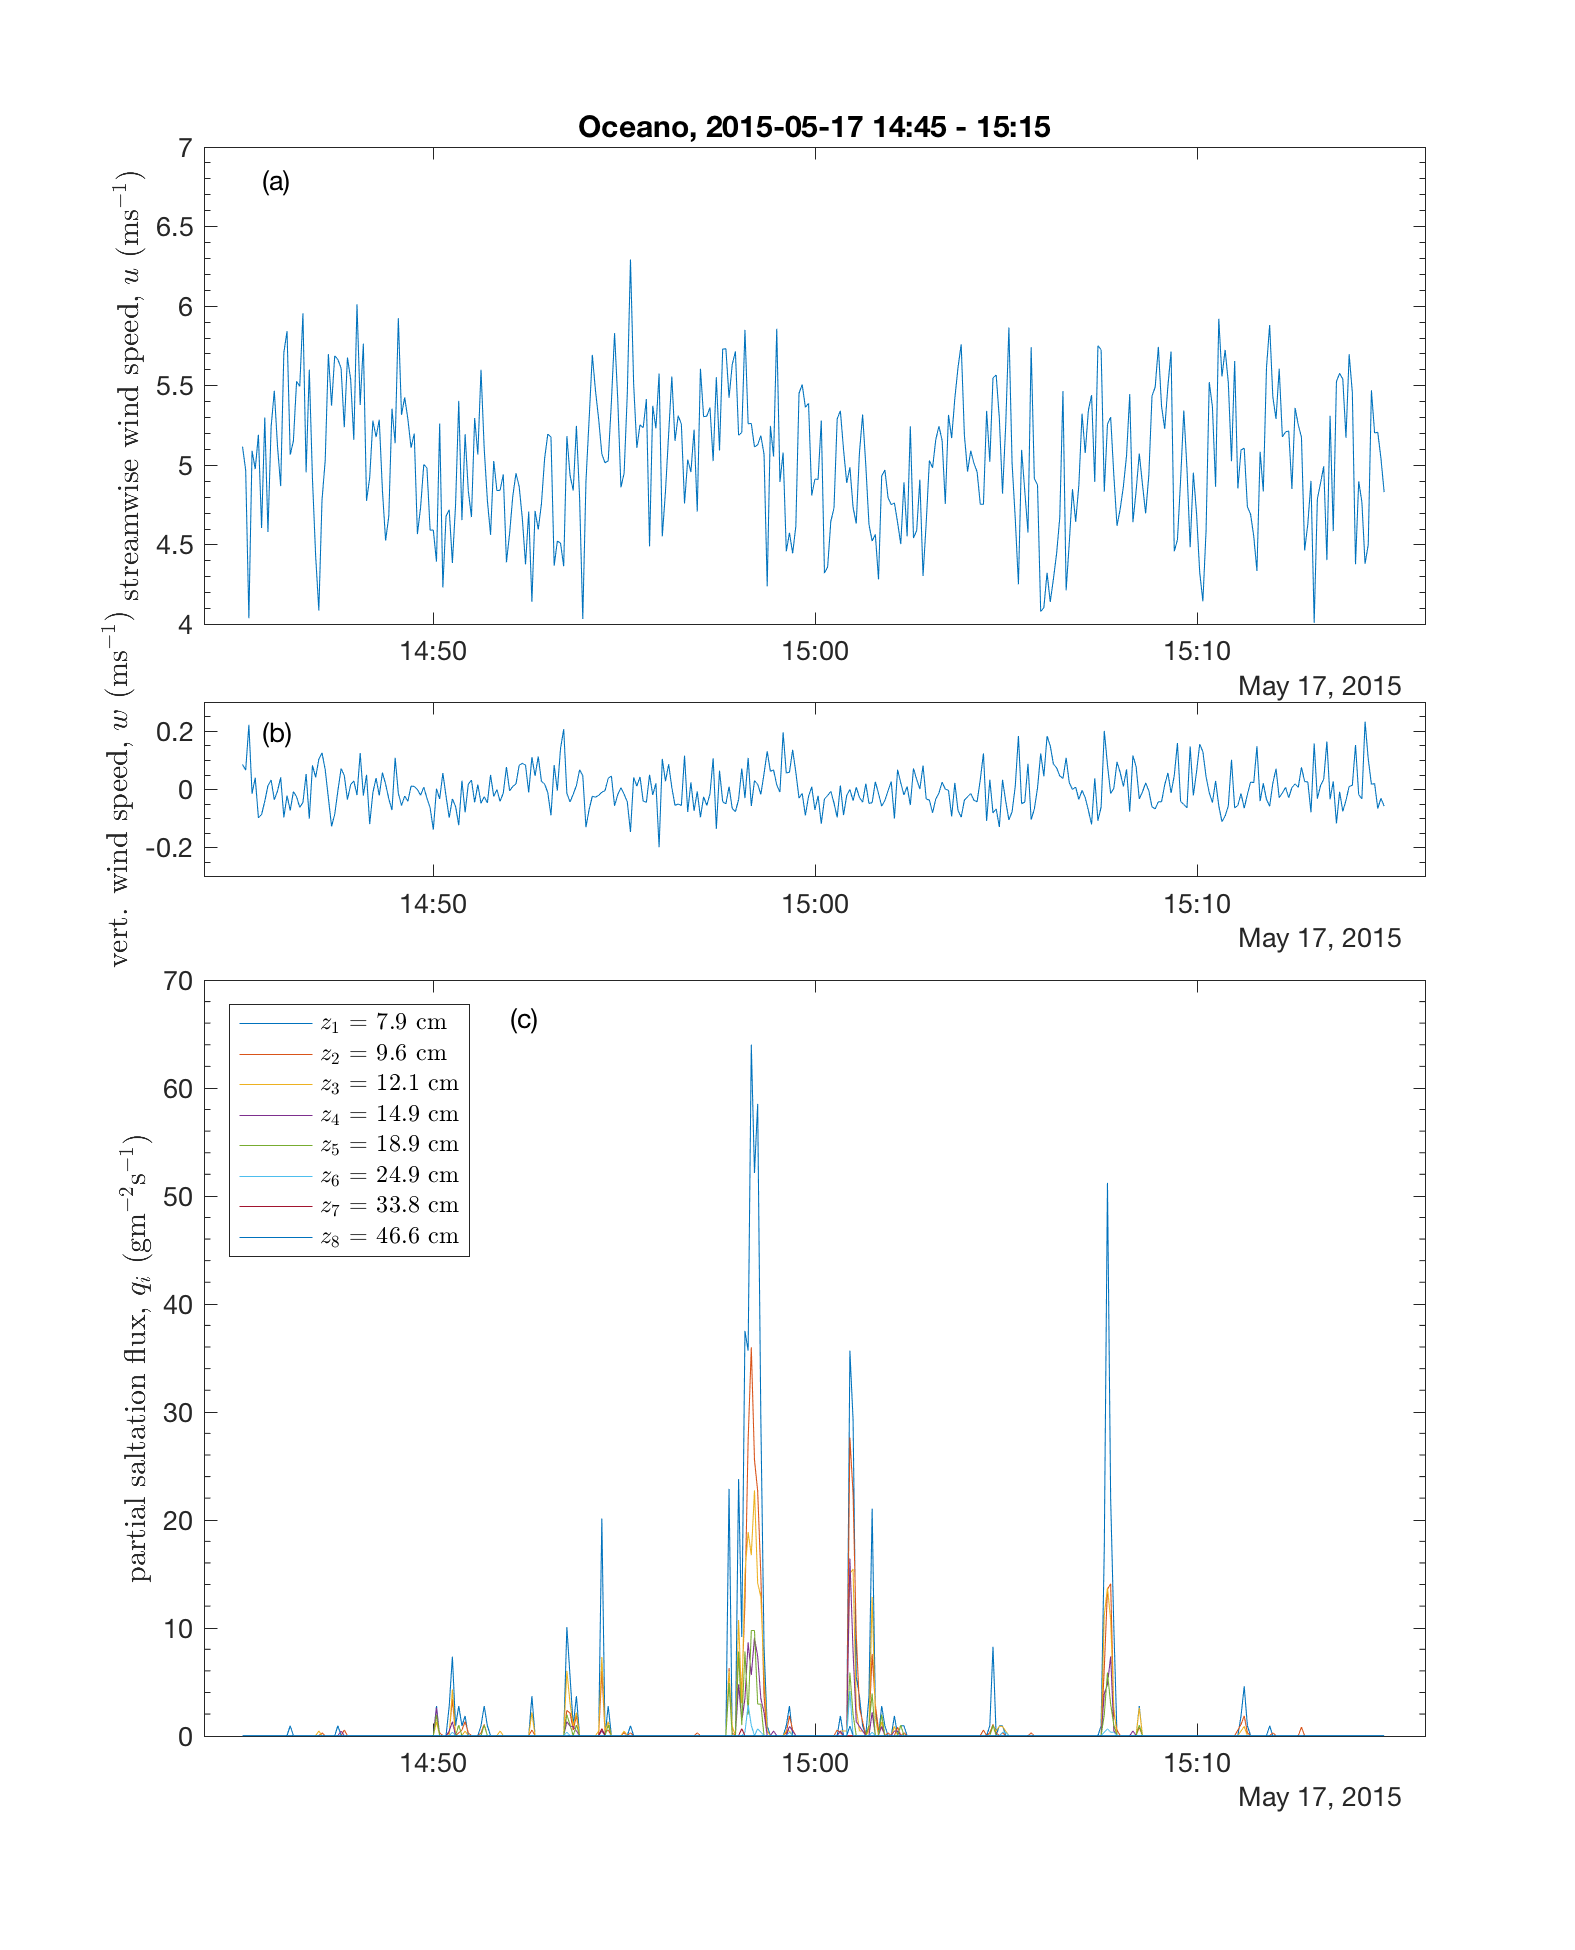 Oceano, 2015-05-17 14:45 - 15:15
streamwise wind speed, u (ms⁻¹)
7
6.5
6
5.5
5
4.5
4
(a)
14:50 15:00 15:10
May 17, 2015
vert. wind speed, w (ms⁻¹)
0.2
0
-0.2
(b)
14:50 15:00 15:10
May 17, 2015
partial saltation flux, qᵢ (gm⁻²s⁻¹)
70
60
50
40
30
20
10
0
z₁ = 7.9 cm
z₂ = 9.6 cm
z₃ = 12.1 cm
z₄ = 14.9 cm
z₅ = 18.9 cm
z₆ = 24.9 cm
z₇ = 33.8 cm
z₈ = 46.6 cm
(c)
14:50 15:00 15:10
May 17, 2015